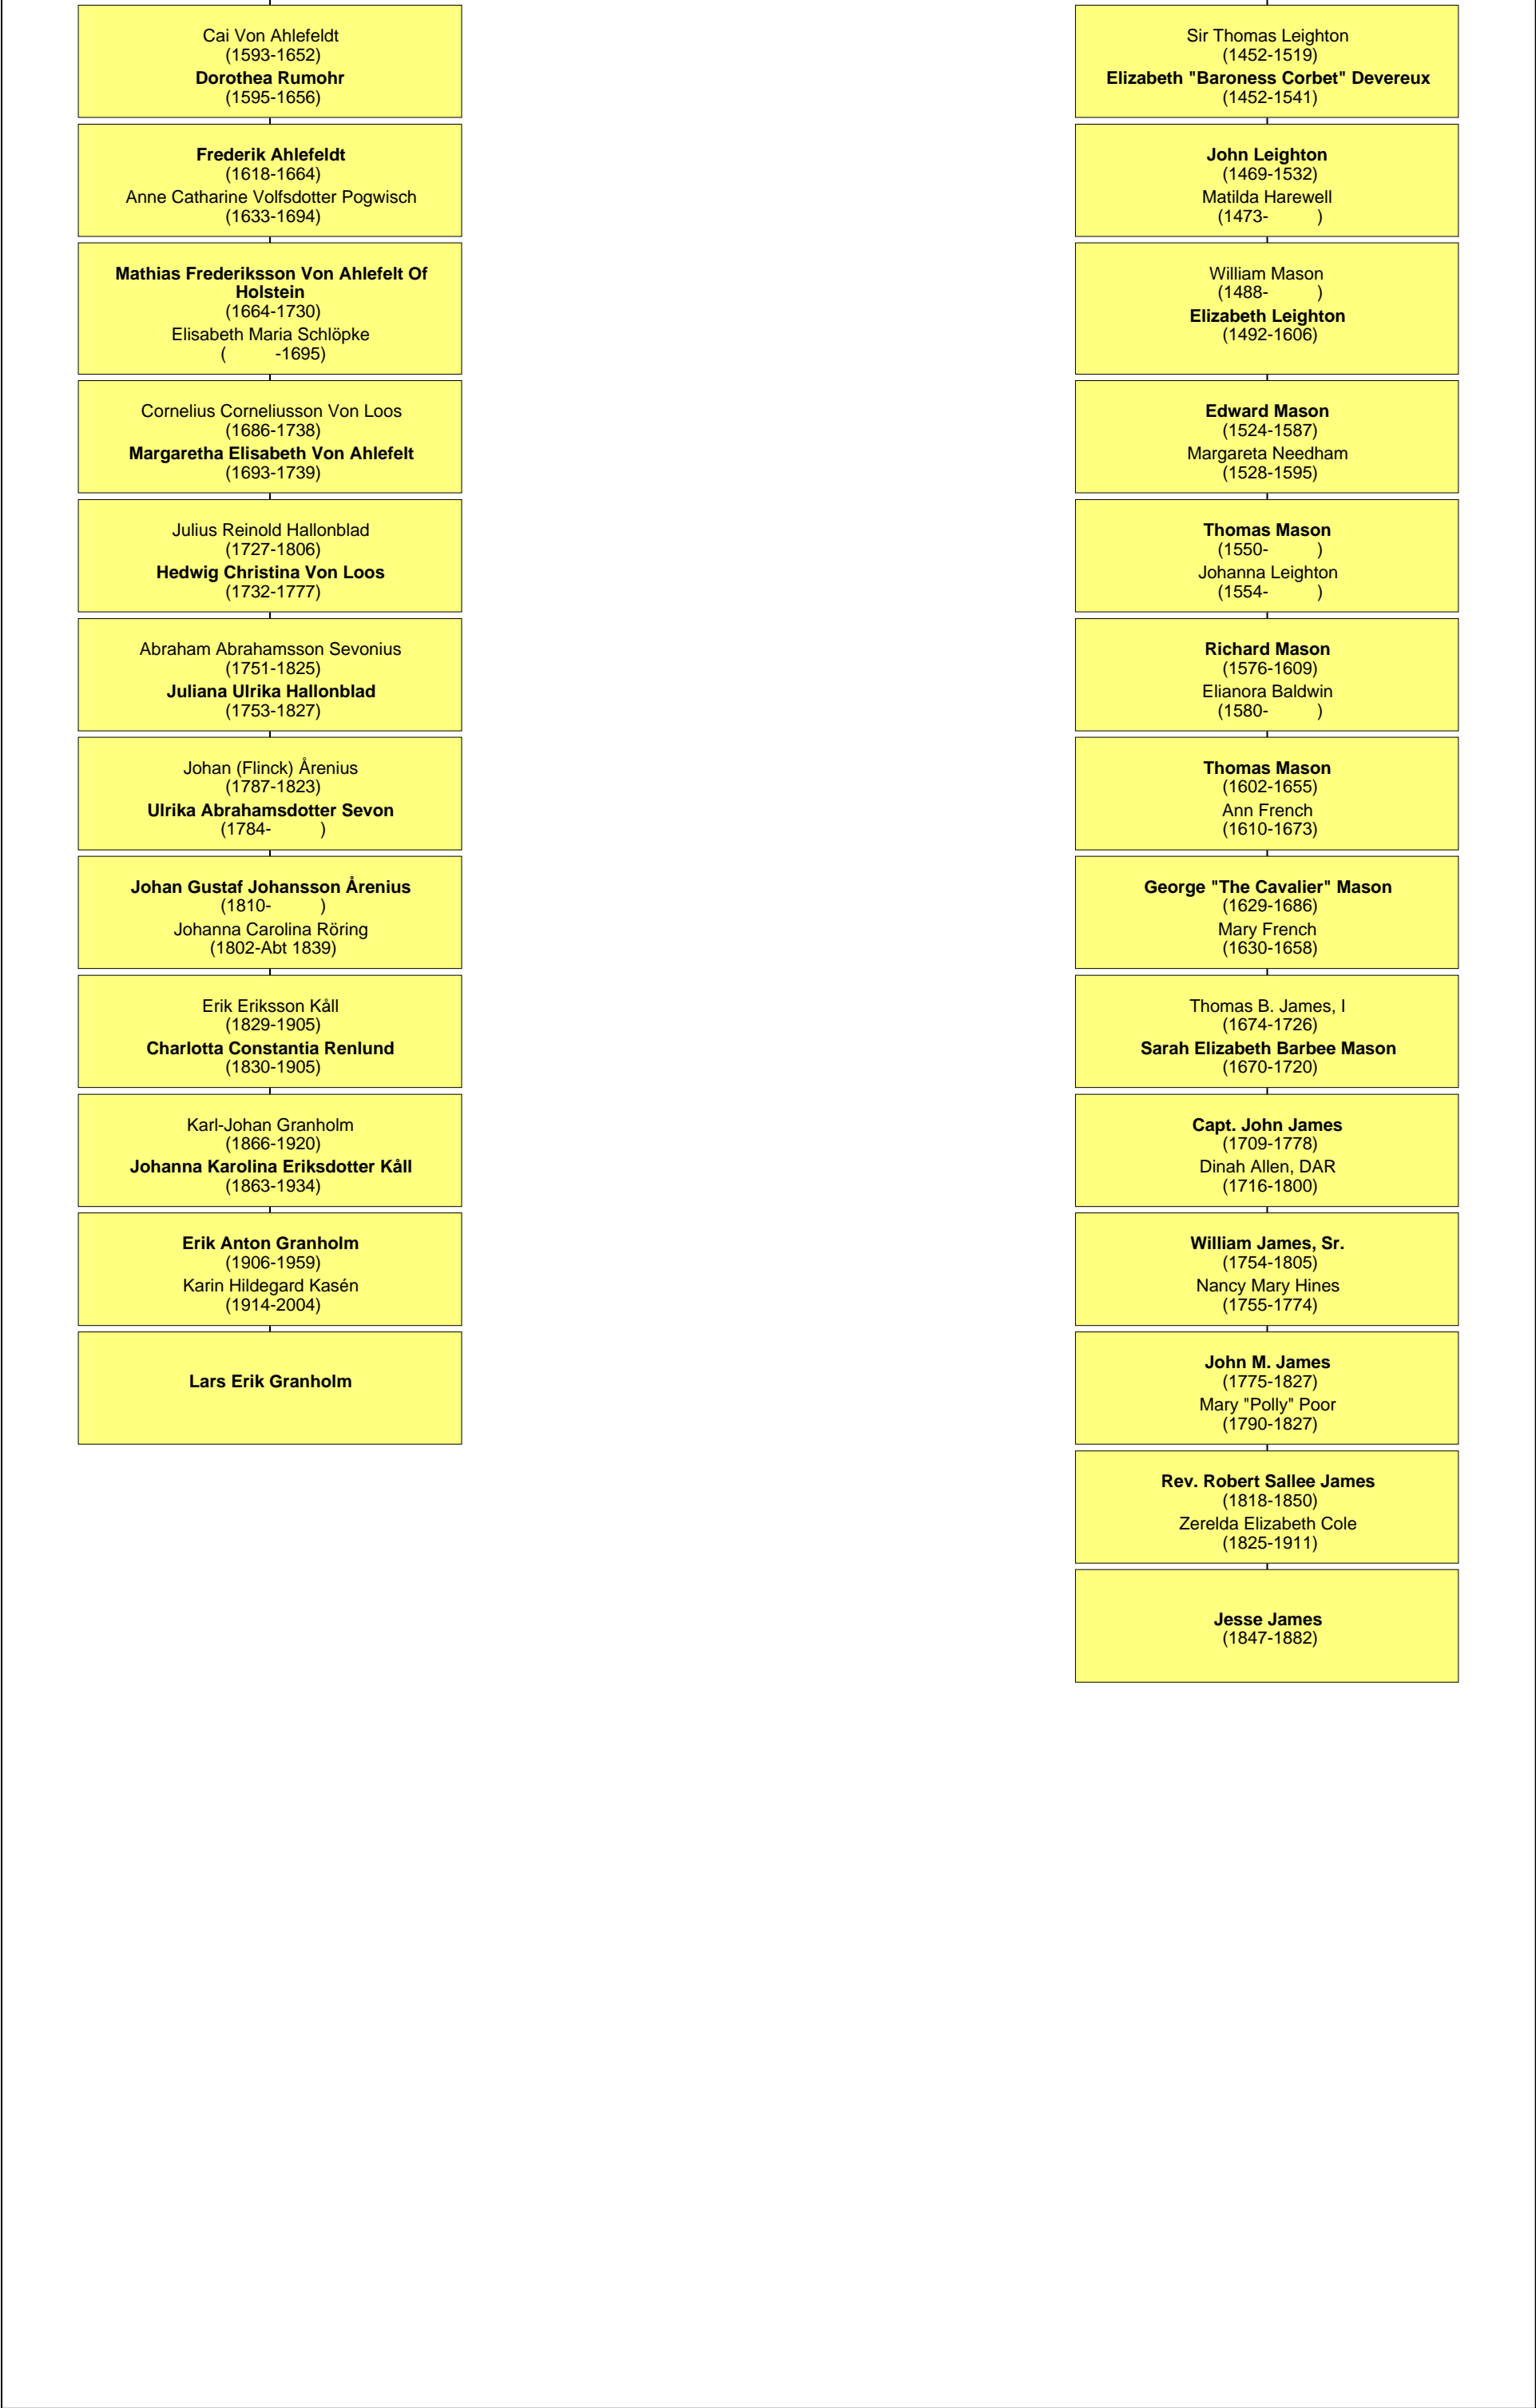 Cai Von Ahlefeldt
(1593-1652)
Dorothea Rumohr
(1595-1656)
Frederik Ahlefeldt
(1618-1664)
Anne Catharine Volfsdotter Pogwisch
(1633-1694)
Mathias Frederiksson Von Ahlefelt Of
Holstein
(1664-1730)
Elisabeth Maria Schlöpke
( -1695)
Cornelius Corneliusson Von Loos
(1686-1738)
Margaretha Elisabeth Von Ahlefelt
(1693-1739)
Julius Reinold Hallonblad
(1727-1806)
Hedwig Christina Von Loos
(1732-1777)
Abraham Abrahamsson Sevonius
(1751-1825)
Juliana Ulrika Hallonblad
(1753-1827)
Johan (Flinck) Årenius
(1787-1823)
Ulrika Abrahamsdotter Sevon
(1784- )
Johan Gustaf Johansson Årenius
(1810- )
Johanna Carolina Röring
(1802-Abt 1839)
Erik Eriksson Kåll
(1829-1905)
Charlotta Constantia Renlund
(1830-1905)
Karl-Johan Granholm
(1866-1920)
Johanna Karolina Eriksdotter Kåll
(1863-1934)
Erik Anton Granholm
(1906-1959)
Karin Hildegard Kasén
(1914-2004)
Lars Erik Granholm
Sir Thomas Leighton
(1452-1519)
Elizabeth "Baroness Corbet" Devereux
(1452-1541)
John Leighton
(1469-1532)
Matilda Harewell
(1473- )
William Mason
(1488- )
Elizabeth Leighton
(1492-1606)
Edward Mason
(1524-1587)
Margareta Needham
(1528-1595)
Thomas Mason
(1550- )
Johanna Leighton
(1554- )
Richard Mason
(1576-1609)
Elianora Baldwin
(1580- )
Thomas Mason
(1602-1655)
Ann French
(1610-1673)
George "The Cavalier" Mason
(1629-1686)
Mary French
(1630-1658)
Thomas B. James, I
(1674-1726)
Sarah Elizabeth Barbee Mason
(1670-1720)
Capt. John James
(1709-1778)
Dinah Allen, DAR
(1716-1800)
William James, Sr.
(1754-1805)
Nancy Mary Hines
(1755-1774)
John M. James
(1775-1827)
Mary "Polly" Poor
(1790-1827)
Rev. Robert Sallee James
(1818-1850)
Zerelda Elizabeth Cole
(1825-1911)
Jesse James
(1847-1882)